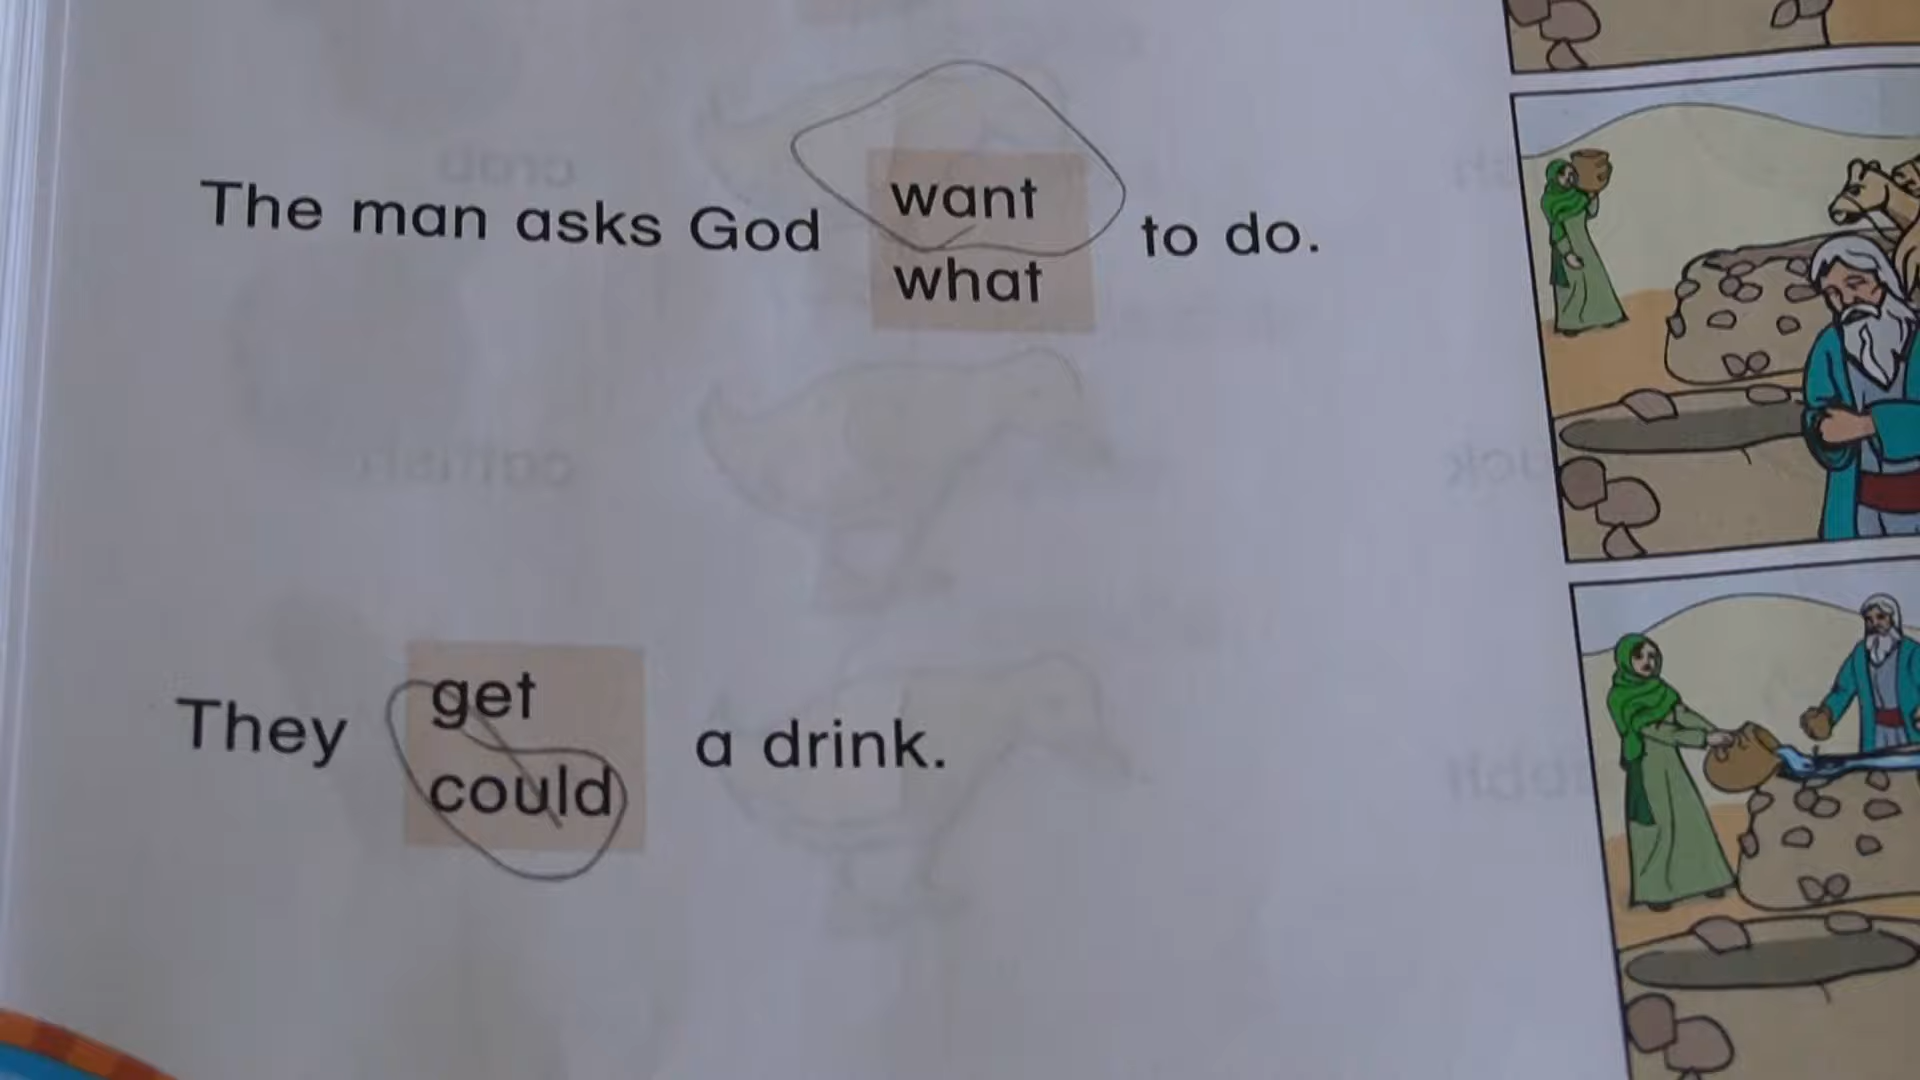 The man asks God want to do.
what
They get a drink.
could